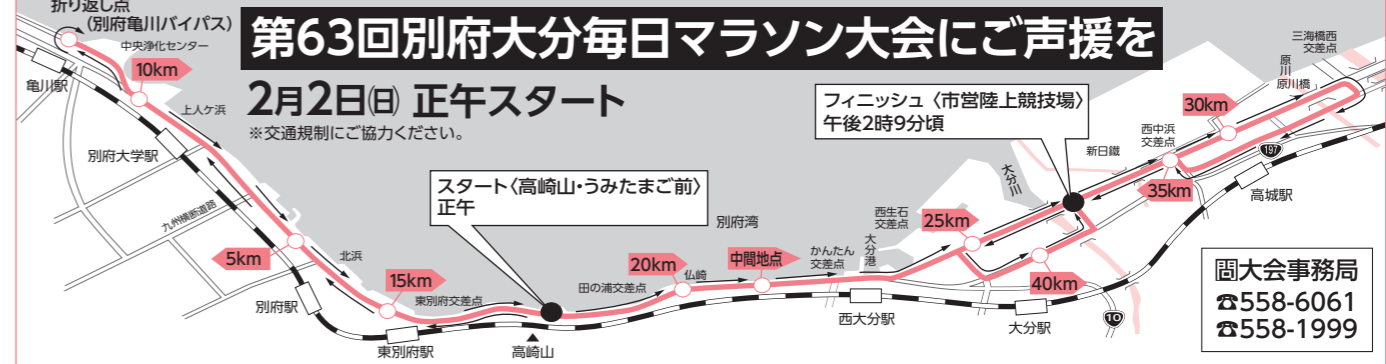 折り返し点
(別府亀川バイパス)
第63回別府大分毎日マラソン大会にご声援を
2月2日㈰ 正午スタート
※交通規制にご協力ください。
中央浄化センター
10km
亀川駅
上人ケ浜
別府大学駅
九州横断道路
5km
北浜
別府駅
15km
東別府交差点
東別府駅
スタート〈高崎山・うみたまご前〉
正午
高崎山
別府湾
田の浦交差点
20km
仏崎
中間地点
かんたん
交差点
大分港
西大分駅
西生石
交差点
25km
大分川
フィニッシュ〈市営陸上競技場〉
午後2時9分頃
新日鐵
40km
大分駅
10
西中浜
交差点
30km
35km
197
高城駅
原川
原川橋
三海橋西
交差点
問大会事務局
☎558-6061
☎558-1999